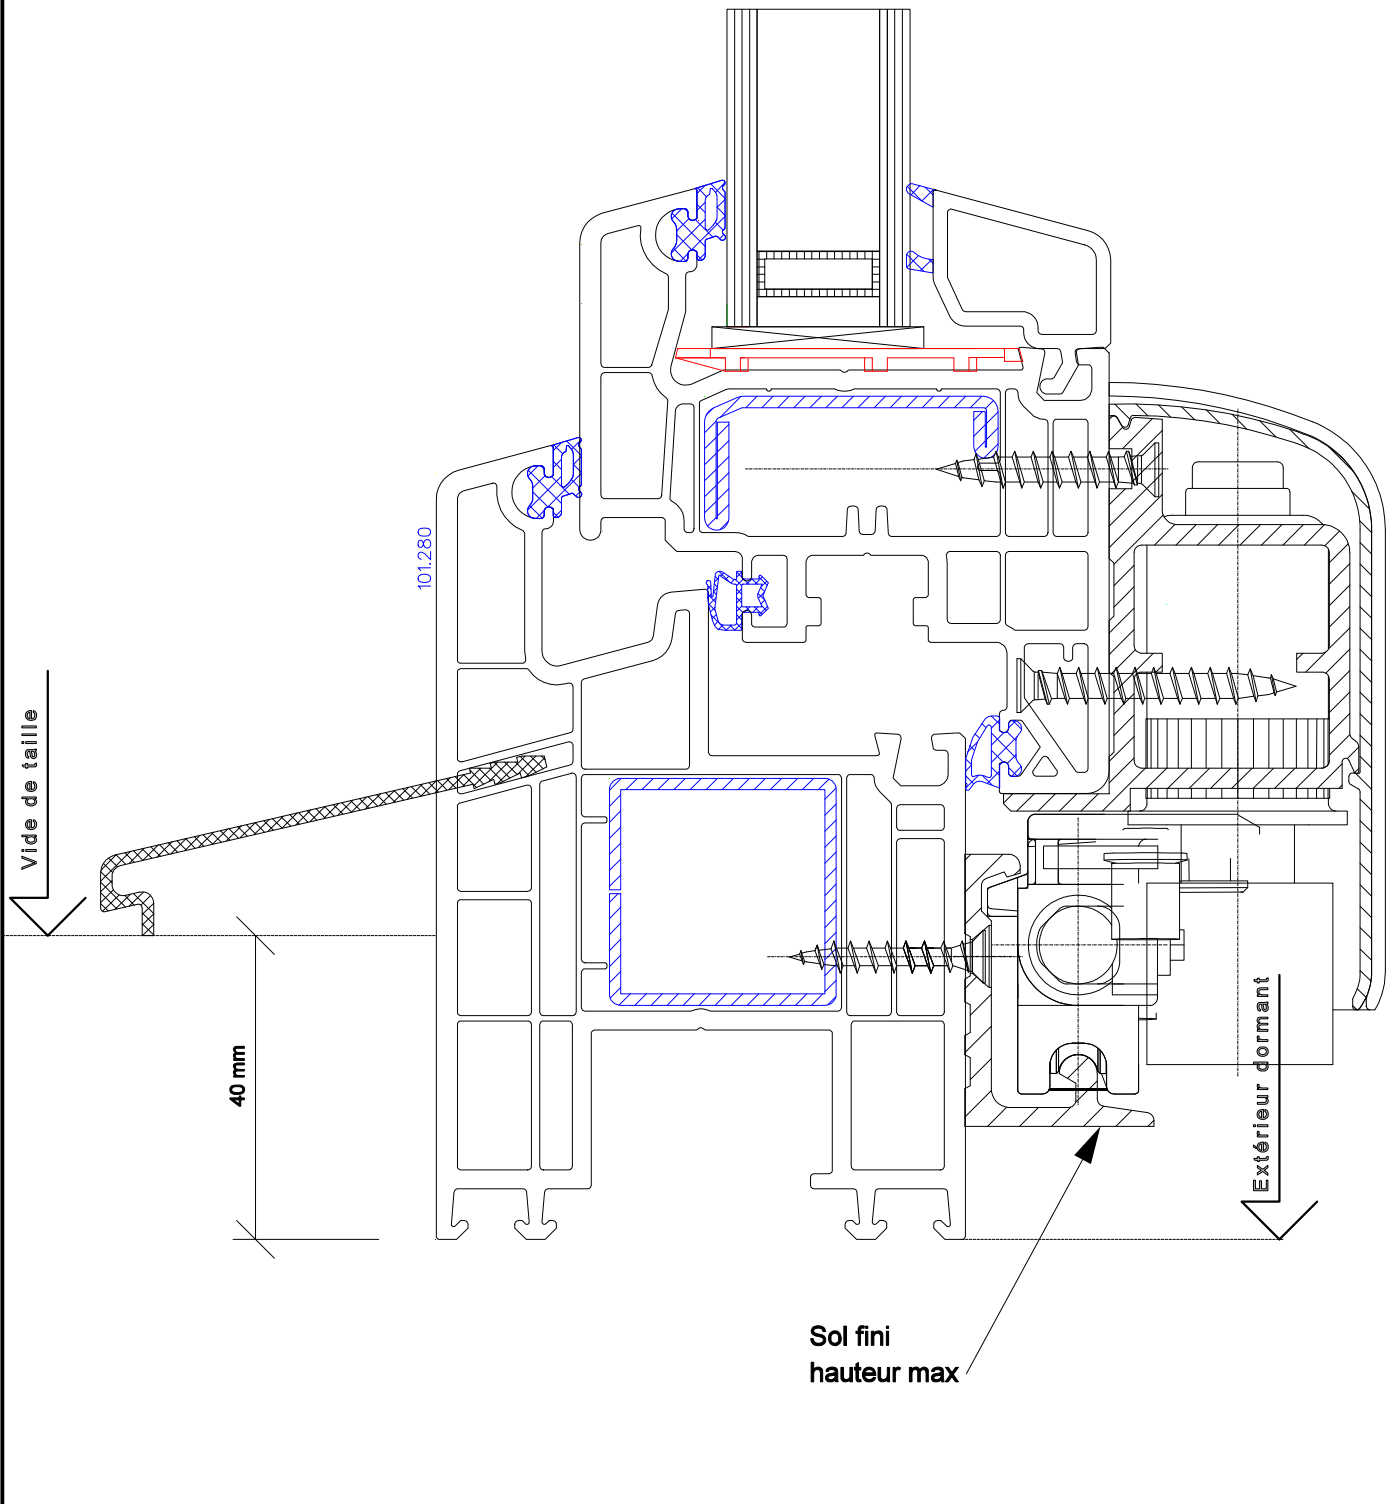 101.280
Vide de taille
40 mm
Extérieur dormant
Sol fini
hauteur max